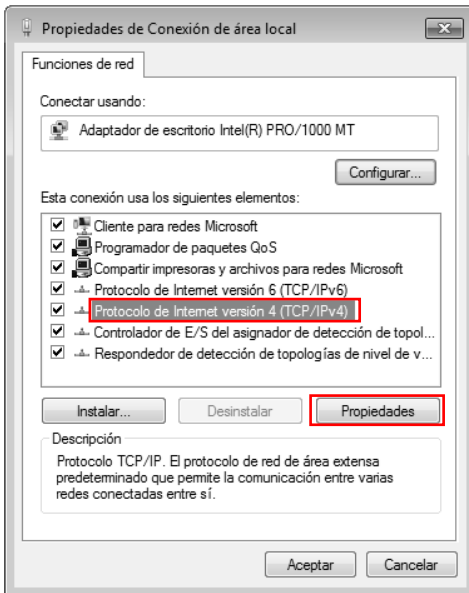 Propiedades de Conexión de área local
Funciones de red
Conectar usando:
Adaptador de escritorio Intel(R) PRO/1000 MT
Configurar...
Esta conexión usa los siguientes elementos:
Cliente para redes Microsoft
Programador de paquetes QoS
Compartir impresoras y archivos para redes Microsoft
Protocolo de Internet versión 6 (TCP/IPv6)
Protocolo de Internet versión 4 (TCP/IPv4)
Controlador de E/S del asignador de detección de topol...
Respondedor de detección de topologías de nivel de v...
Instalar... Desinstalar Propiedades
Descripción
Protocolo TCP/IP. El protocolo de red de área extensa
predeterminado que permite la comunicación entre varias
redes conectadas entre sí.
Aceptar Cancelar